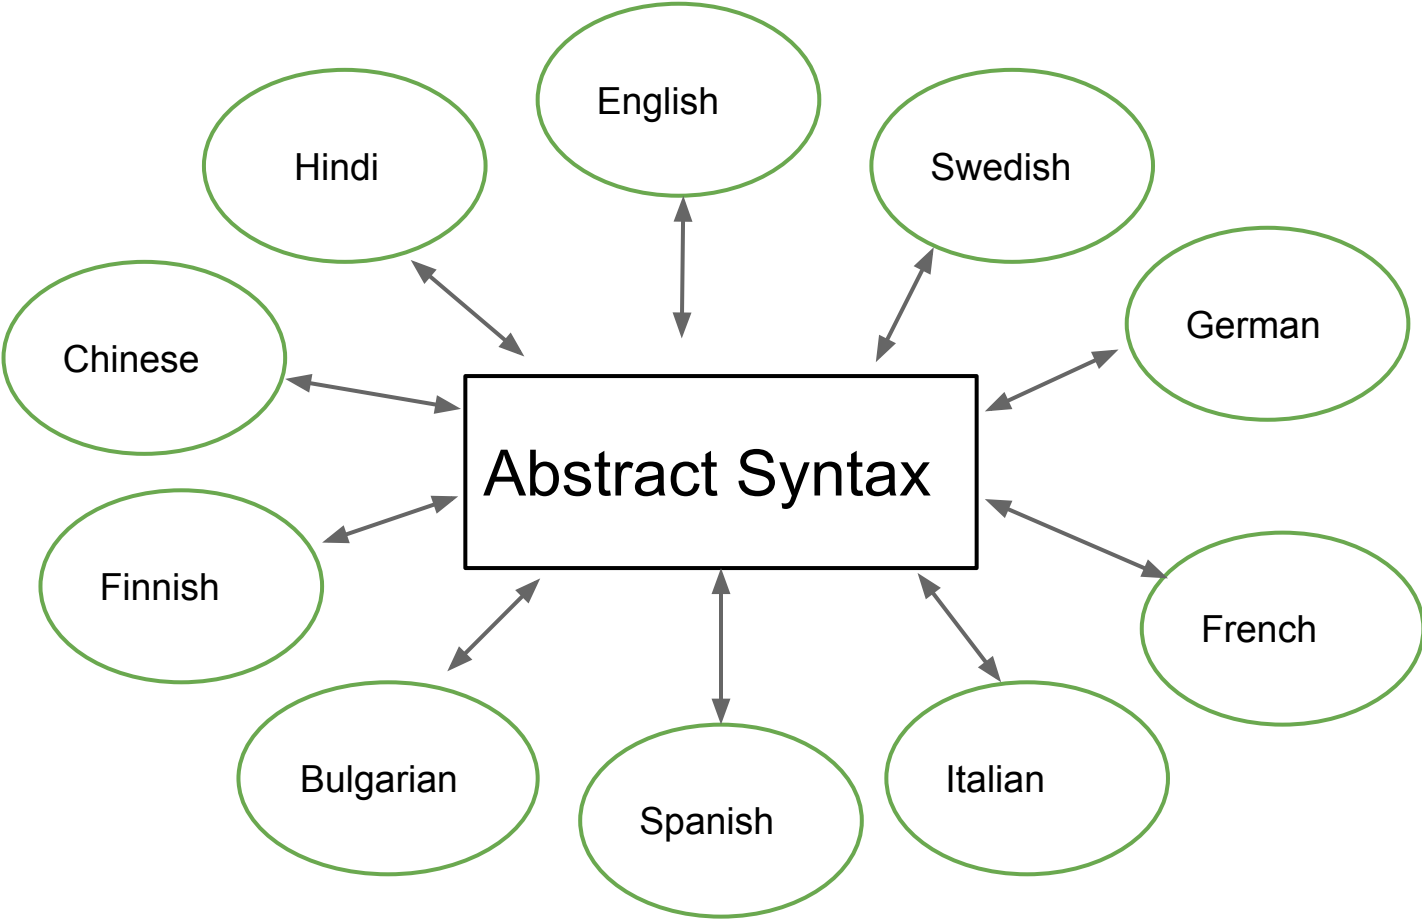 English
Hindi
Swedish
German
Chinese
Abstract Syntax
Finnish
French
Bulgarian
Italian
Spanish